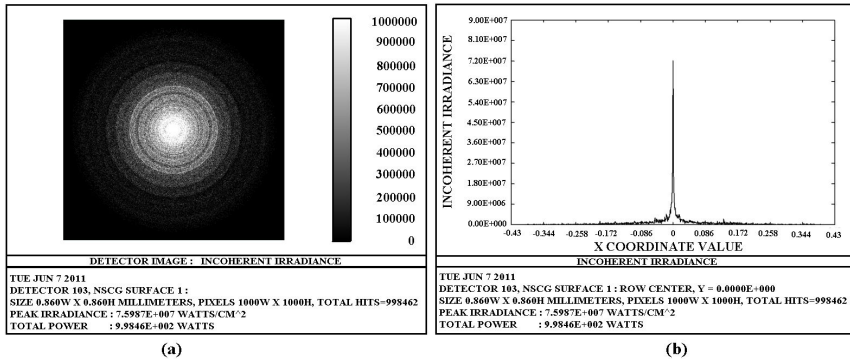 1000000
900000
800000
700000
600000
500000
400000
300000
200000
100000
0
DETECTOR IMAGE : INCOHERENT IRRADIANCE
TUE JUN 7 2011
DETECTOR 103, NSCG SURFACE 1 :
SIZE 0.860W X 0.860H MILLIMETERS, PIXELS 1000W X 1000H, TOTAL HITS=998462
PEAK IRRADIANCE : 7.5987E+007 WATTS/CM^2
TOTAL POWER : 9.9846E+002 WATTS
(a)
INCOHERENT IRRADIANCE
9.00E+007
8.10E+007
7.20E+007
6.30E+007
5.40E+007
4.50E+007
3.60E+007
2.70E+007
1.80E+007
9.00E+006
0.00E+000
-0.43 -0.344 -0.258 -0.172 -0.086 0 0.086 0.172 0.258 0.344 0.43
X COORDINATE VALUE
INCOHERENT IRRADIANCE
TUE JUN 7 2011
DETECTOR 103, NSCG SURFACE 1 : ROW CENTER, Y = 0.0000E+000
SIZE 0.860W X 0.860H MILLIMETERS, PIXELS 1000W X 1000H, TOTAL HITS=998462
PEAK IRRADIANCE : 7.5987E+007 WATTS/CM^2
TOTAL POWER : 9.9846E+002 WATTS
(b)